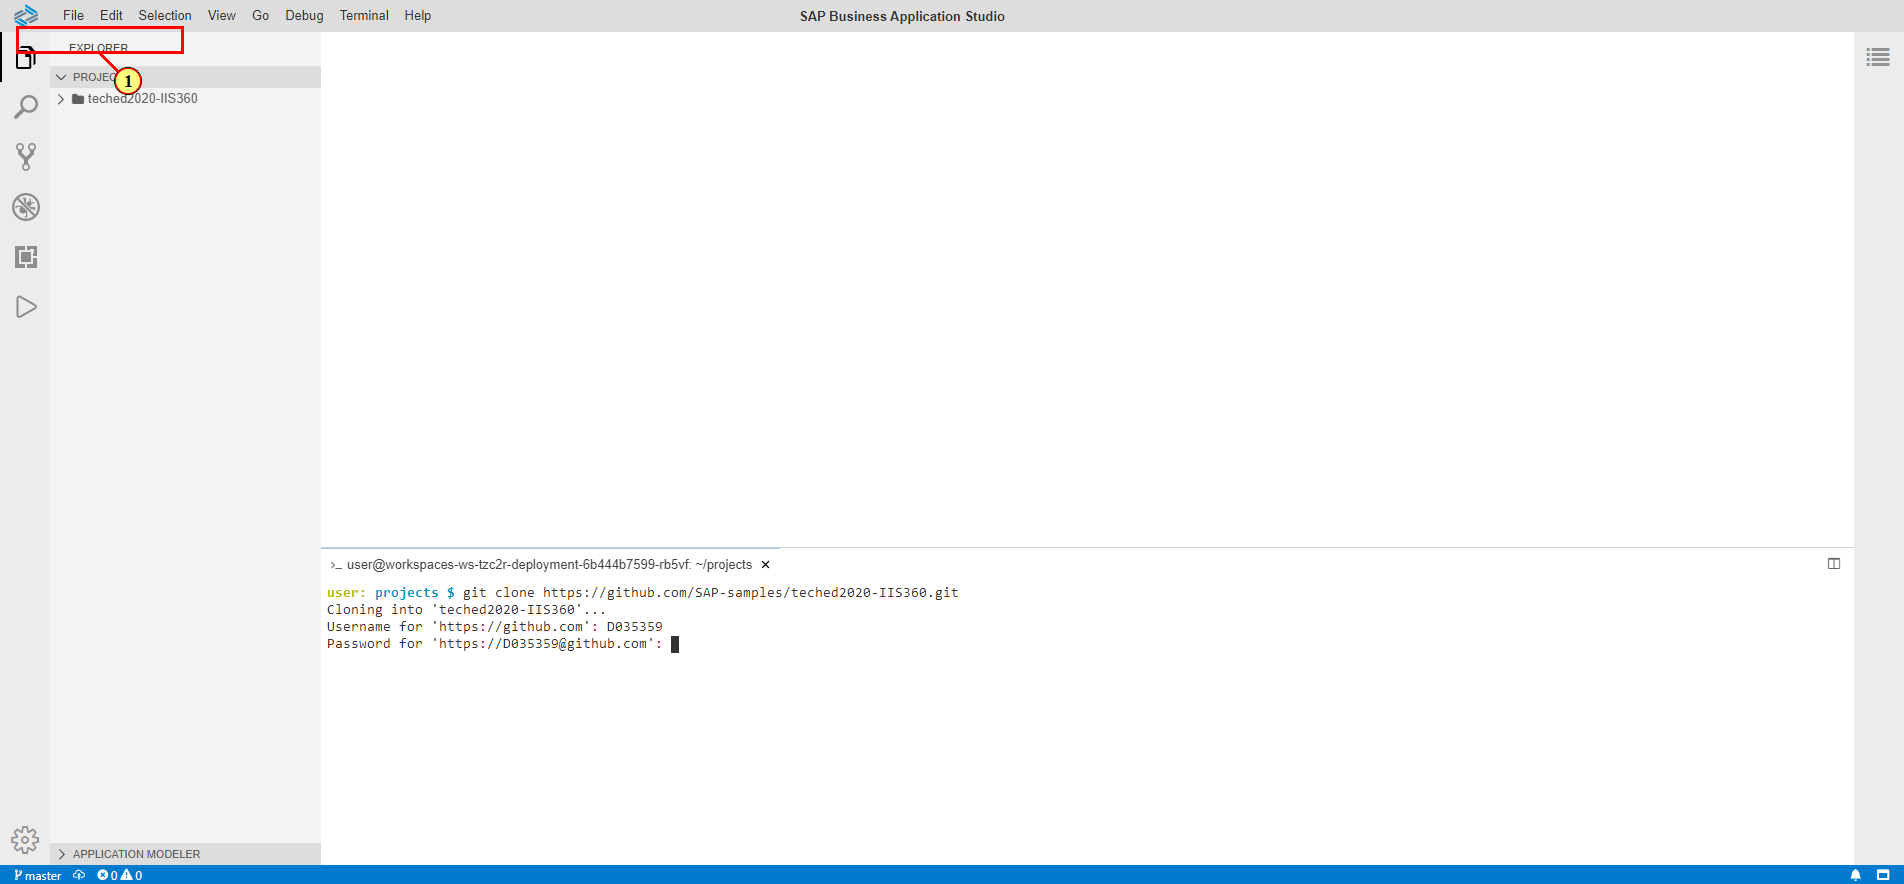 File Edit Selection View Go Debug Terminal Help
SAP Business Application Studio
EXPLORER
1
teched2020-IIS360
>_ user@workspaces-ws-tzc2r-deployment-6b444b7599-rb5vf: ~/projects ×
user: projects $ git clone https://github.com/SAP-samples/teched2020-IIS360.git
Cloning into 'teched2020-IIS360'...
Username for 'https://github.com': D035359
Password for 'https://D035359@github.com':
APPLICATION MODELER
master 0 0